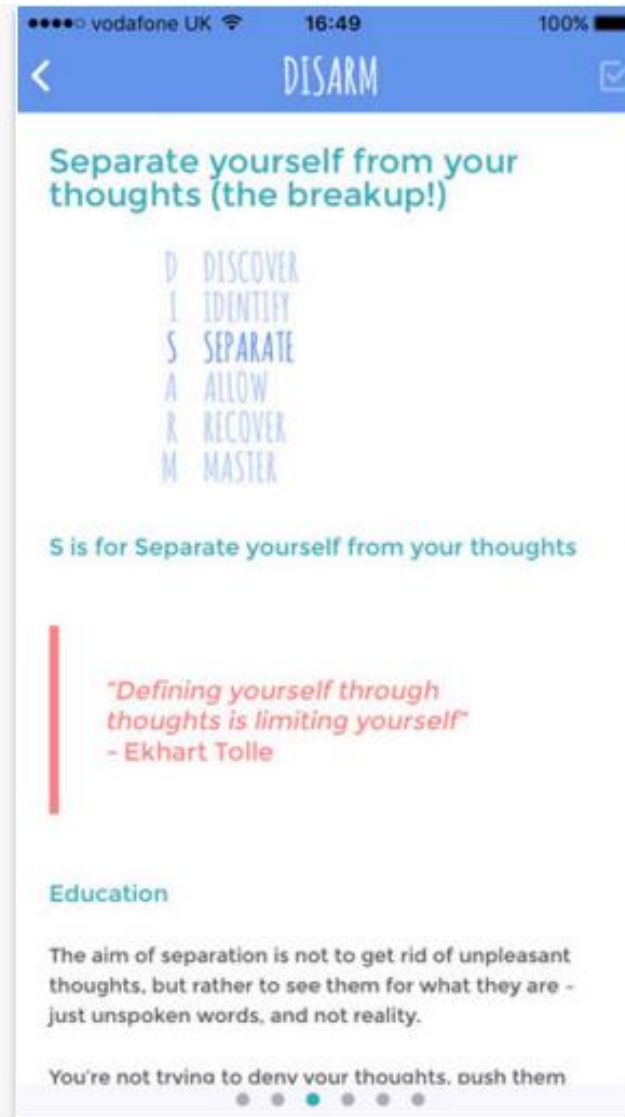 vodafone UK 16:49 100%
DISARM
Separate yourself from your
thoughts (the breakup!)
D DISCOVER
I IDENTIFY
S SEPARATE
A ALLOW
R RECOVER
M MASTER
S is for Separate yourself from your thoughts
"Defining yourself through
thoughts is limiting yourself"
- Ekhart Tolle
Education
The aim of separation is not to get rid of unpleasant
thoughts, but rather to see them for what they are -
just unspoken words, and not reality.
You're not trying to deny your thoughts, push them